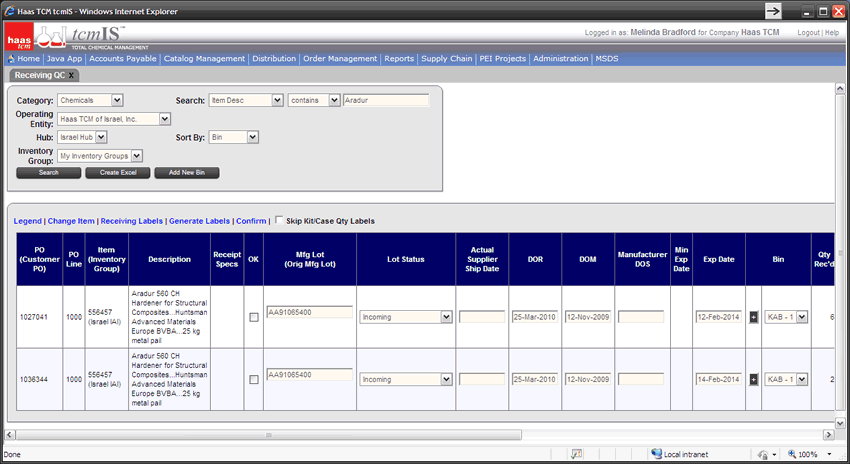 Haas TCM tcmIS - Windows Internet Explorer
haas
tcm
tcmIS™
TOTAL CHEMICAL MANAGEMENT
Logged in as: Melinda Bradford for Company Haas TCM
Logout | Help
Home | Java App | Accounts Payable | Catalog Management | Distribution | Order Management | Reports | Supply Chain | PEI Projects | Administration | MSDS
Receiving QC X
Category: Chemicals Search: Item Desc contains Aradur
Operating Entity: Haas TCM of Israel, Inc.
Hub: Israel Hub Sort By: Bin
Inventory Group: My Inventory Groups
Search Create Excel Add New Bin
Legend | Change Item | Receiving Labels | Generate Labels | Confirm | Skip Kit/Case Qty Labels
PO (Customer PO) PO Line Item (Inventory Group) Description Receipt Specs OK Mfg Lot (Orig Mfg Lot) Lot Status Actual Supplier Ship Date DOR DOM Manufacturer DOS Min Exp Date Exp Date Bin Qty Rec'd
1027041 1000 556457 (Israel IAI) Aradur 560 CH Hardener for Structural Composites...Huntsman Advanced Materials Europe BVBA...25 kg metal pail AA91065400 Incoming 25-Mar-2010 12-Nov-2009 12-Feb-2014 + KAB - 1 6
1036344 1000 556457 (Israel IAI) Aradur 560 CH Hardener for Structural Composites...Huntsman Advanced Materials Europe BVBA...25 kg metal pail AA91065400 Incoming 25-Mar-2010 12-Nov-2009 14-Feb-2014 + KAB - 1 2
Done Local intranet 100%